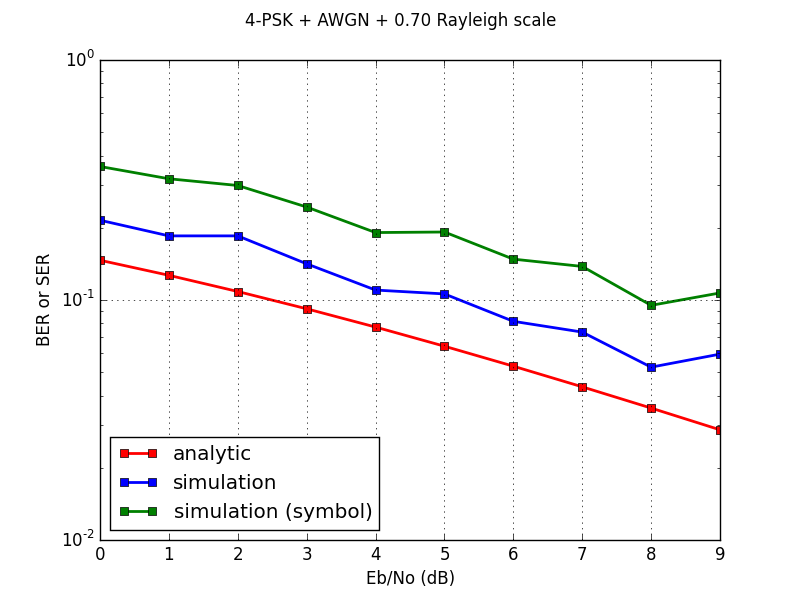 4-PSK + AWGN + 0.70 Rayleigh scale
10^0
10^-1
10^-2
BER or SER
analytic
simulation
simulation (symbol)
0 1 2 3 4 5 6 7 8 9
Eb/No (dB)